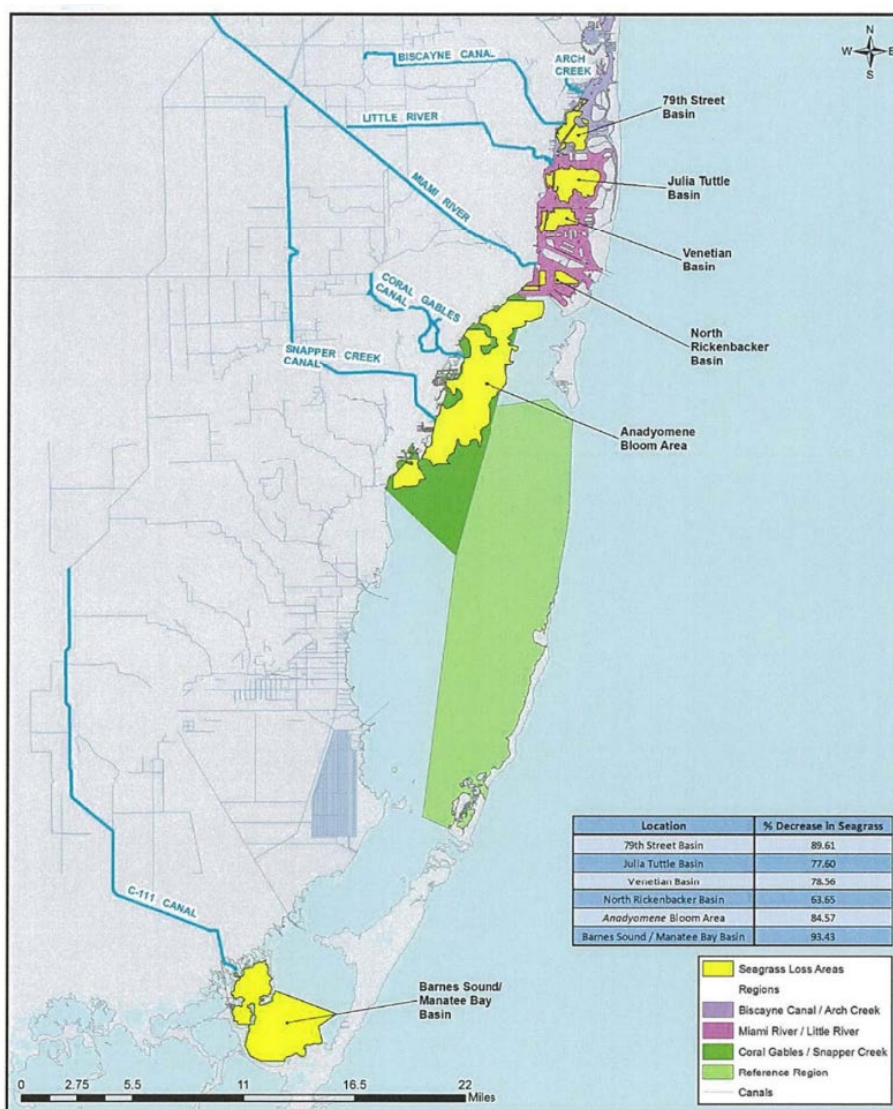 N
W E
S
BISCAYNE CANAL
ARCH
CREEK
79th Street
Basin
LITTLE RIVER
MIAMI RIVER
Julia Tuttle
Basin
Venetian
Basin
CORAL GABLES
CANAL
North
Rickenbacker
Basin
SNAPPER CREEK
CANAL
Anadyomene
Bloom Area
C-111 CANAL
Barnes Sound/
Manatee Bay
Basin
Location % Decrease in Seagrass
79th Street Basin 89.61
Julia Tuttle Basin 77.60
Venetian Basin 78.56
North Rickenbacker Basin 63.65
Anadyomene Bloom Area 84.57
Barnes Sound / Manatee Bay Basin 93.43
Seagrass Loss Areas
Regions
Biscayne Canal / Arch Creek
Miami River / Little River
Coral Gables / Snapper Creek
Reference Region
Canals
0 2.75 5.5 11 16.5 22
Miles